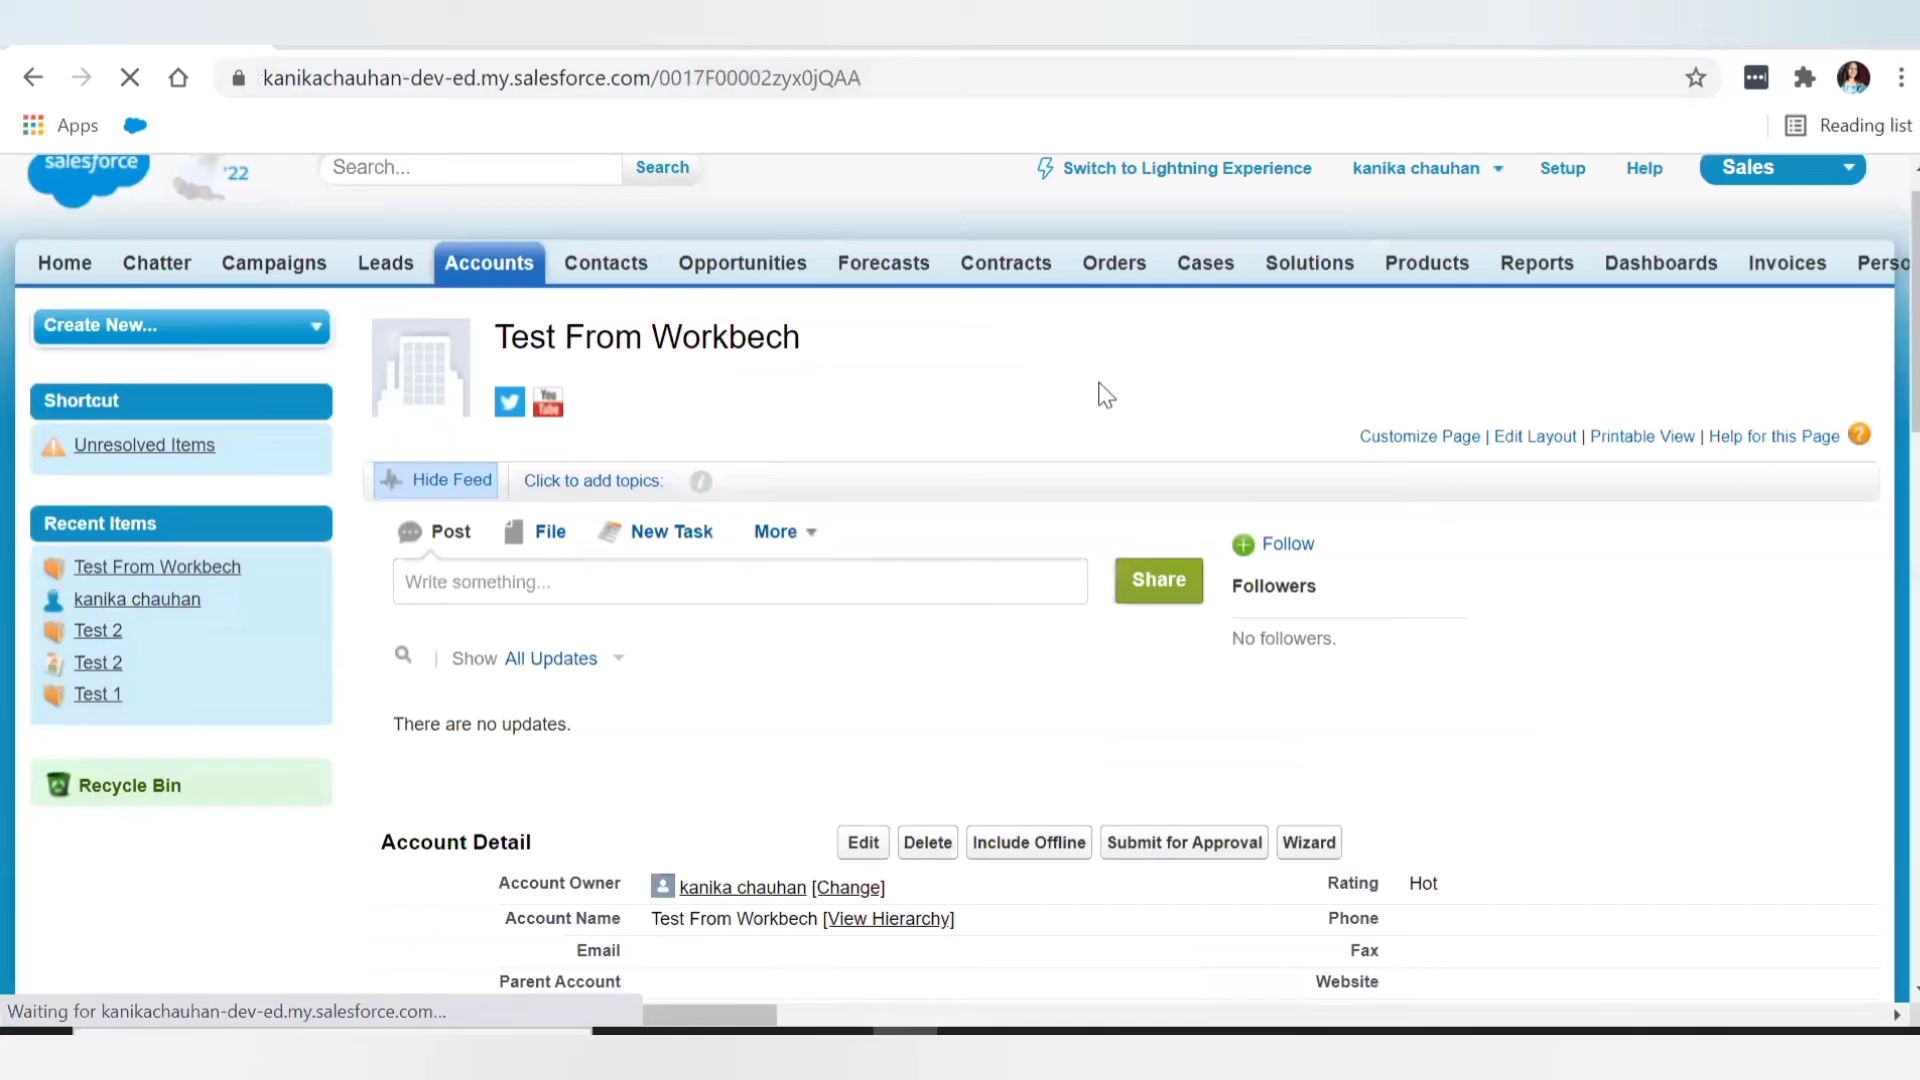 kanikachauhan-dev-ed.my.salesforce.com/0017F00002zyx0jQAA
Apps
Reading list
salesforce
'22
Search...
Search
Switch to Lightning Experience
kanika chauhan
Setup
Help
Sales
Home Chatter Campaigns Leads Accounts Contacts Opportunities Forecasts Contracts Orders Cases Solutions Products Reports Dashboards Invoices Perso
Create New...
Shortcut
Unresolved Items
Recent Items
Test From Workbech
kanika chauhan
Test 2
Test 2
Test 1
Recycle Bin
Test From Workbech
You
Tube
Customize Page | Edit Layout | Printable View | Help for this Page ?
Hide Feed Click to add topics: i
Post File New Task More
Write something...
Share
Follow
Followers
No followers.
| Show All Updates
There are no updates.
Account Detail
Edit Delete Include Offline Submit for Approval Wizard
Account Owner kanika chauhan [Change] Rating Hot
Account Name Test From Workbech [View Hierarchy] Phone
Email Fax
Parent Account Website
Waiting for kanikachauhan-dev-ed.my.salesforce.com...